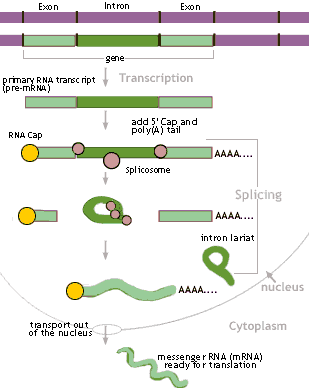 Exon Intron Exon
gene
primary RNA transcript
(pre-mRNA)
Transcription
add 5' Cap and
poly(A) tail
RNA Cap
AAAA....
Splicosome
Splicing
AAAA....
intron lariat
AAAA....
nucleus
transport out
of the nucleus
Cytoplasm
messenger RNA (mRNA)
ready for translation